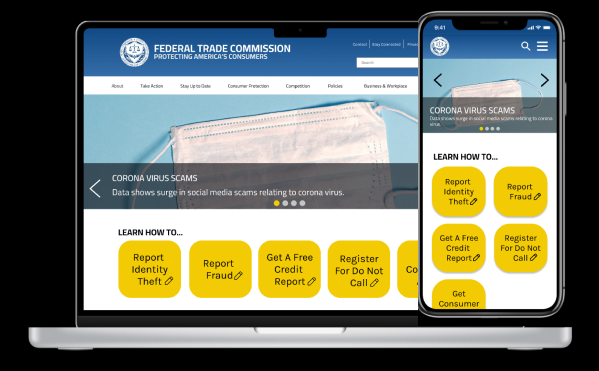 FEDERAL TRADE COMMISSION
PROTECTING AMERICA'S CONSUMERS
Contact | Stay Connected |
Search
About Take Action Stay Up to Date Consumer Protection Competition Policies Business & Workplace
CORONA VIRUS SCAMS
Data shows surge in social media scams relating to corona virus.
LEARN HOW TO...
Report
Identity
Theft
Report
Fraud
Get A Free
Credit
Report
Register
For Do Not
Call
Co
9:41
CORONA VIRUS SCAMS
Data shows surge in social media scams relating to corona
virus.
LEARN HOW TO...
Report
Identity
Theft
Report
Fraud
Get A Free
Credit
Report
Register
For Do Not
Call
Get
Consumer